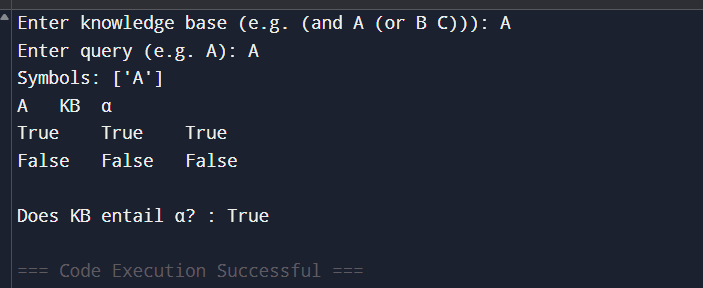 Enter knowledge base (e.g. (and A (or B C))): A
Enter query (e.g. A): A
Symbols: ['A']
A   KB  α
True    True    True
False   False   False
Does KB entail α? : True
=== Code Execution Successful ===